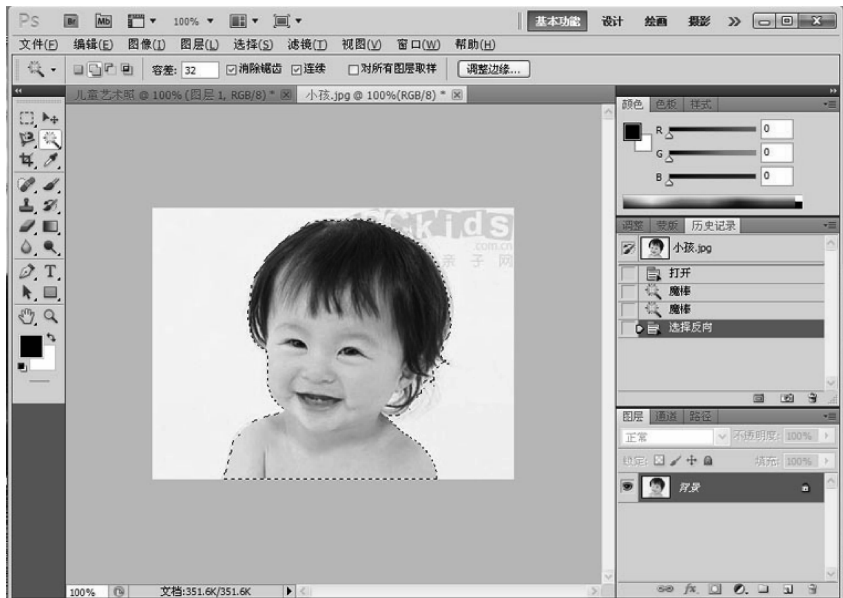 Ps Br Mb 100% 基本功能 设计 绘画 摄影
文件(F) 编辑(E) 图像(I) 图层(L) 选择(S) 滤镜(T) 视图(V) 窗口(W) 帮助(H)
容差: 32 消除锯齿 连续 对所有图层取样 调整边缘...
儿童艺术照 @ 100% (图层 1, RGB/8) * 小孩.jpg @ 100%(RGB/8) *
颜色 色板 样式
R 0
G 0
B 0
kids
com.cn
亲子网
调整 蒙版 历史记录
小孩.jpg
打开
魔棒
魔棒
选择反向
图层 通道 路径
正常 不透明度: 100%
锁定: 填充: 100%
背景
100% 文档:351.6K/351.6K